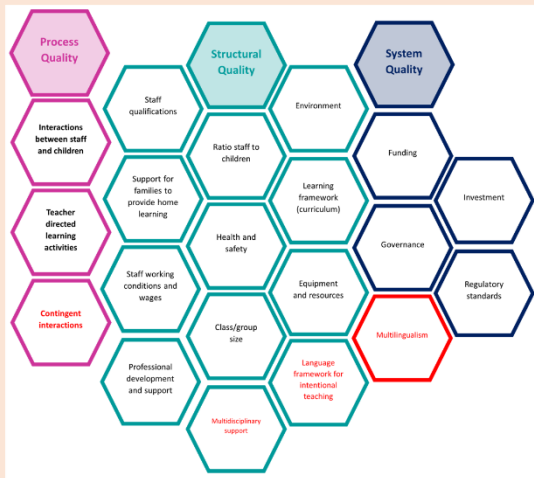 Process
Quality
Interactions
between staff
and children
Teacher
directed
learning
activities
Contingent
interactions
Staff
qualifications
Support for
families to
provide home
learning
Staff working
conditions and
wages
Professional
development
and support
Structural
Quality
Ratio staff to
children
Health and
safety
Class/group
size
Multidisciplinary
support
Environment
Learning
framework
(curriculum)
Equipment
and resources
Language
framework for
intentional
teaching
System
Quality
Funding
Governance
Multilingualism
Investment
Regulatory
standards